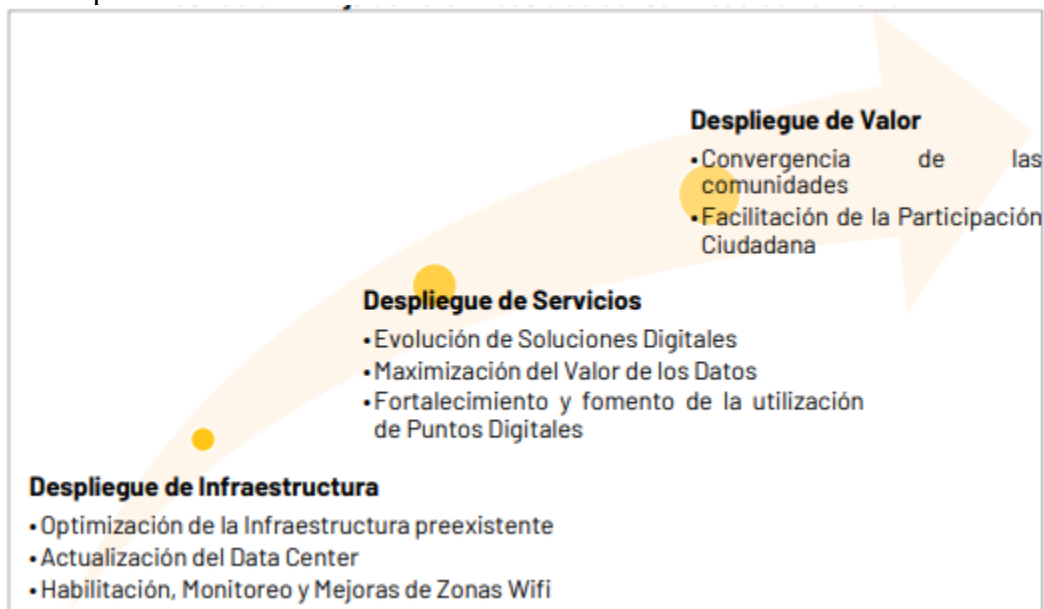 Despliegue de Valor
•Convergencia de las
comunidades
•Facilitación de la Participación
Ciudadana
Despliegue de Servicios
•Evolución de Soluciones Digitales
•Maximización del Valor de los Datos
•Fortalecimiento y fomento de la utilización
de Puntos Digitales
Despliegue de Infraestructura
•Optimización de la Infraestructura preexistente
•Actualización del Data Center
•Habilitación, Monitoreo y Mejoras de Zonas Wifi